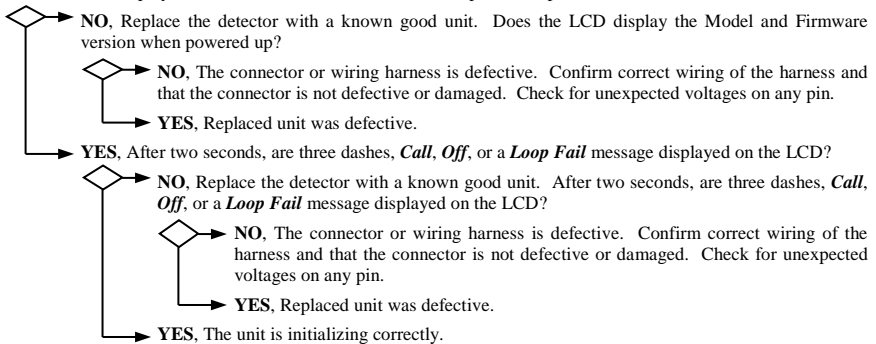 NO, Replace the detector with a known good unit. Does the LCD display the Model and Firmware
version when powered up?
NO, The connector or wiring harness is defective. Confirm correct wiring of the harness and
that the connector is not defective or damaged. Check for unexpected voltages on any pin.
YES, Replaced unit was defective.
YES, After two seconds, are three dashes, Call, Off, or a Loop Fail message displayed on the LCD?
NO, Replace the detector with a known good unit. After two seconds, are three dashes, Call,
Off, or a Loop Fail message displayed on the LCD?
NO, The connector or wiring harness is defective. Confirm correct wiring of the
harness and that the connector is not defective or damaged. Check for unexpected
voltages on any pin.
YES, Replaced unit was defective.
YES, The unit is initializing correctly.